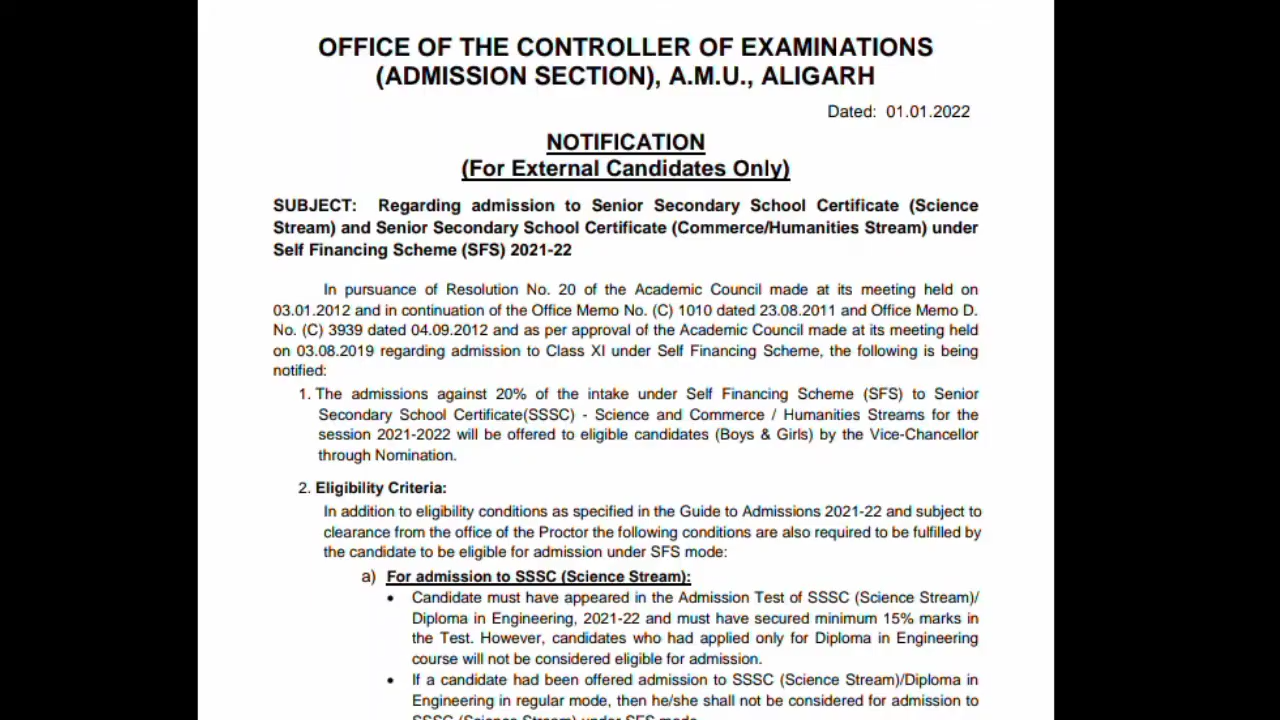 OFFICE OF THE CONTROLLER OF EXAMINATIONS
(ADMISSION SECTION), A.M.U., ALIGARH
Dated: 01.01.2022
NOTIFICATION
(For External Candidates Only)
SUBJECT: Regarding admission to Senior Secondary School Certificate (Science
Stream) and Senior Secondary School Certificate (Commerce/Humanities Stream) under
Self Financing Scheme (SFS) 2021-22
In pursuance of Resolution No. 20 of the Academic Council made at its meeting held on
03.01.2012 and in continuation of the Office Memo No. (C) 1010 dated 23.08.2011 and Office Memo D.
No. (C) 3939 dated 04.09.2012 and as per approval of the Academic Council made at its meeting held
on 03.08.2019 regarding admission to Class XI under Self Financing Scheme, the following is being
notified:
1. The admissions against 20% of the intake under Self Financing Scheme (SFS) to Senior
Secondary School Certificate(SSSC) - Science and Commerce / Humanities Streams for the
session 2021-2022 will be offered to eligible candidates (Boys & Girls) by the Vice-Chancellor
through Nomination.
2. Eligibility Criteria:
In addition to eligibility conditions as specified in the Guide to Admissions 2021-22 and subject to
clearance from the office of the Proctor the following conditions are also required to be fulfilled by
the candidate to be eligible for admission under SFS mode:
a) For admission to SSSC (Science Stream):
• Candidate must have appeared in the Admission Test of SSSC (Science Stream)/
Diploma in Engineering, 2021-22 and must have secured minimum 15% marks in
the Test. However, candidates who had applied only for Diploma in Engineering
course will not be considered eligible for admission.
• If a candidate had been offered admission to SSSC (Science Stream)/Diploma in
Engineering in regular mode, then he/she shall not be considered for admission to
SSSC (Science Stream) under SFS mode.